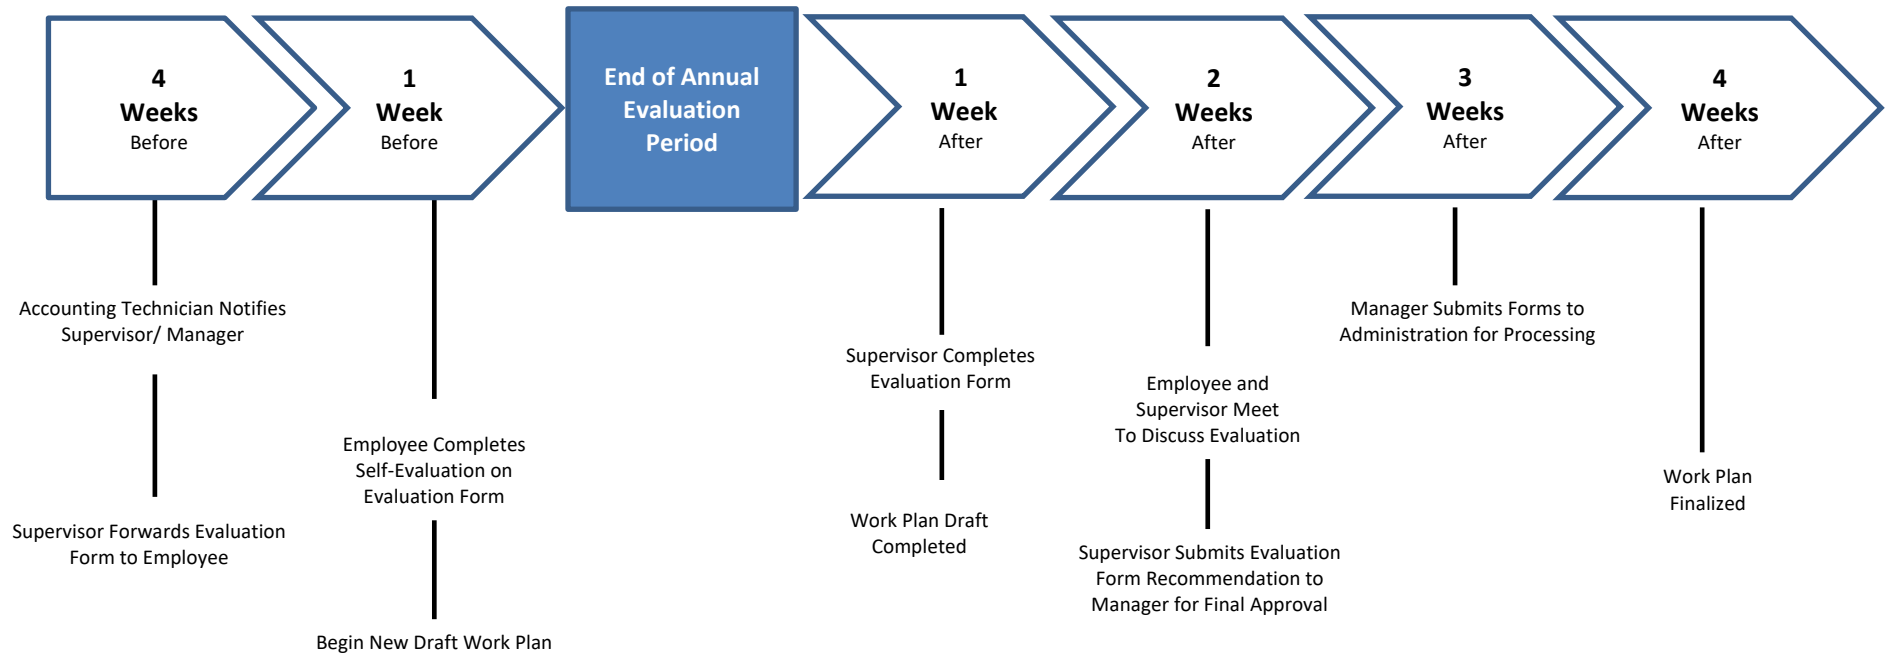 4
Weeks
Before
1
Week
Before
End of Annual
Evaluation
Period
1
Week
After
2
Weeks
After
3
Weeks
After
4
Weeks
After
Accounting Technician Notifies
Supervisor/ Manager
Supervisor Forwards Evaluation
Form to Employee
Employee Completes
Self-Evaluation on
Evaluation Form
Begin New Draft Work Plan
Supervisor Completes
Evaluation Form
Work Plan Draft
Completed
Employee and
Supervisor Meet
To Discuss Evaluation
Supervisor Submits Evaluation
Form Recommendation to
Manager for Final Approval
Manager Submits Forms to
Administration for Processing
Work Plan
Finalized